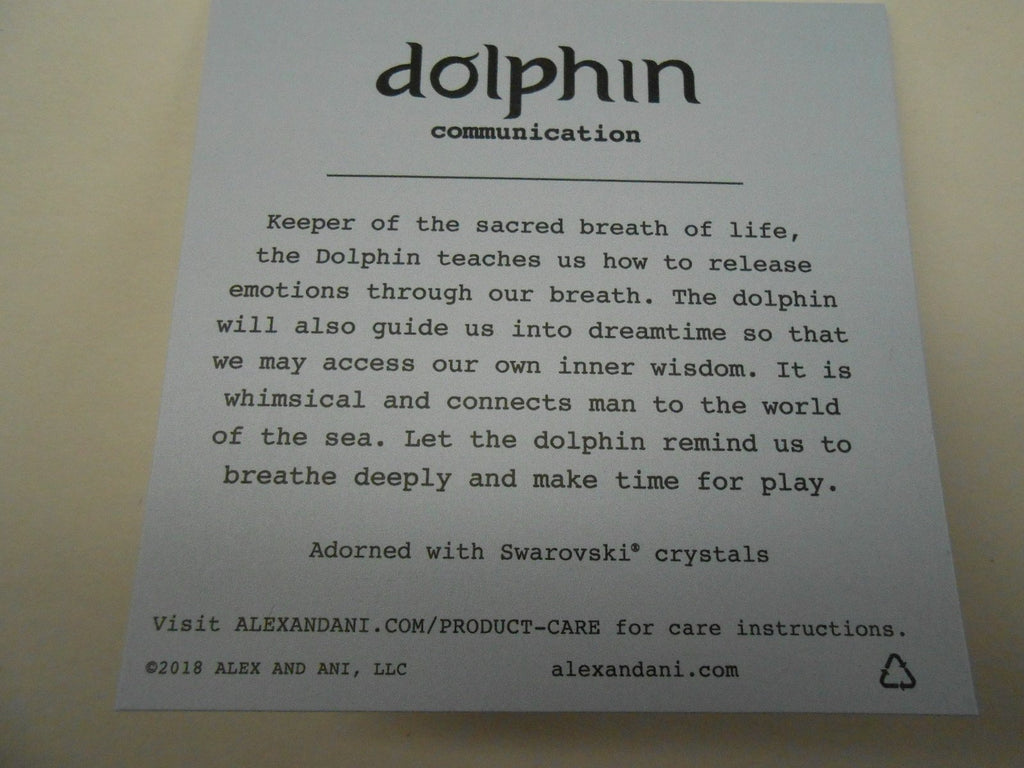 dolphin
communication
Keeper of the sacred breath of life,
the Dolphin teaches us how to release
emotions through our breath. The dolphin
will also guide us into dreamtime so that
we may access our own inner wisdom. It is
whimsical and connects man to the world
of the sea. Let the dolphin remind us to
breathe deeply and make time for play.
Adorned with Swarovski® crystals
Visit ALEXANDANI.COM/PRODUCT-CARE for care instructions.
©2018 ALEX AND ANI, LLC alexandani.com